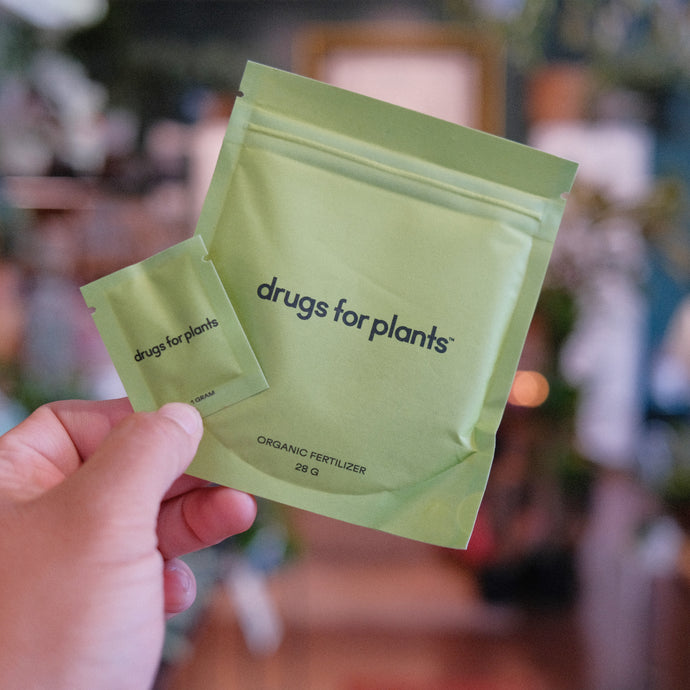 drugs for plants™
ORGANIC FERTILIZER
28 G
drugs for plants
GRAM